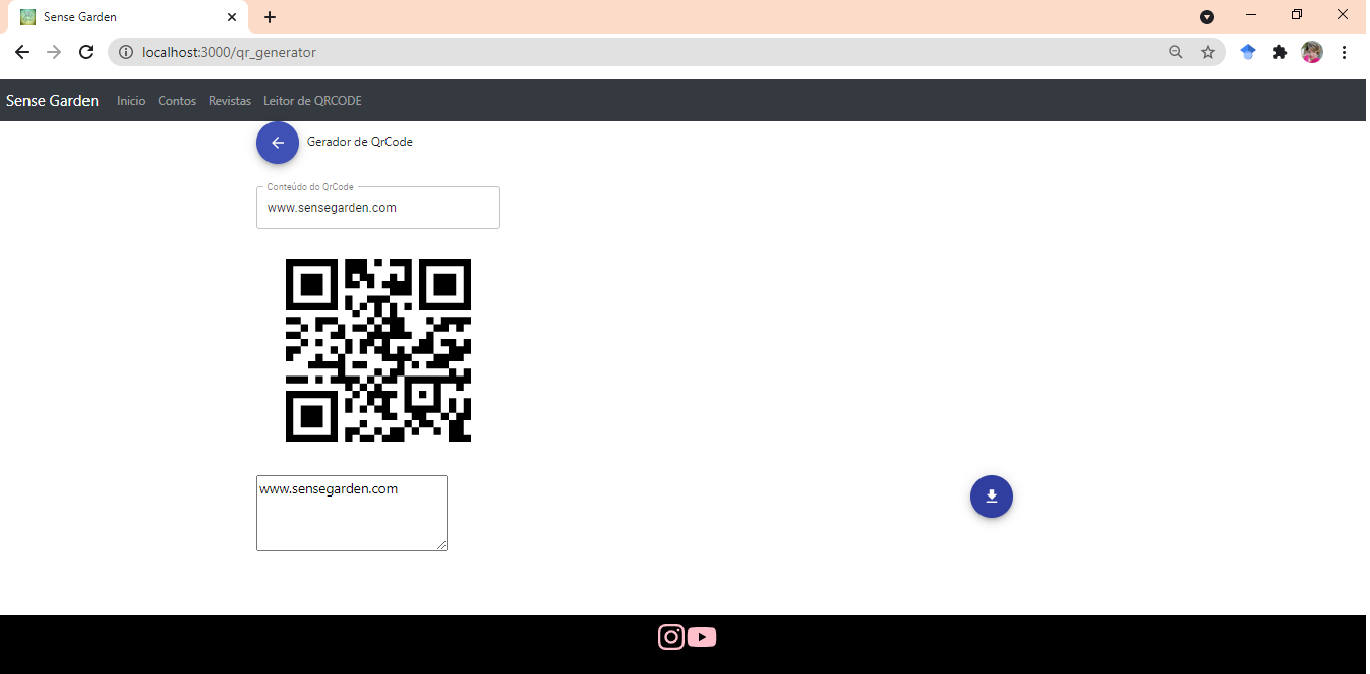 Sense Garden
localhost:3000/qr_generator
Sense Garden Inicio Contos Revistas Leitor de QRCODE
Gerador de QrCode
Conteúdo do QrCode
www.sensegarden.com
www.sensegarden.com